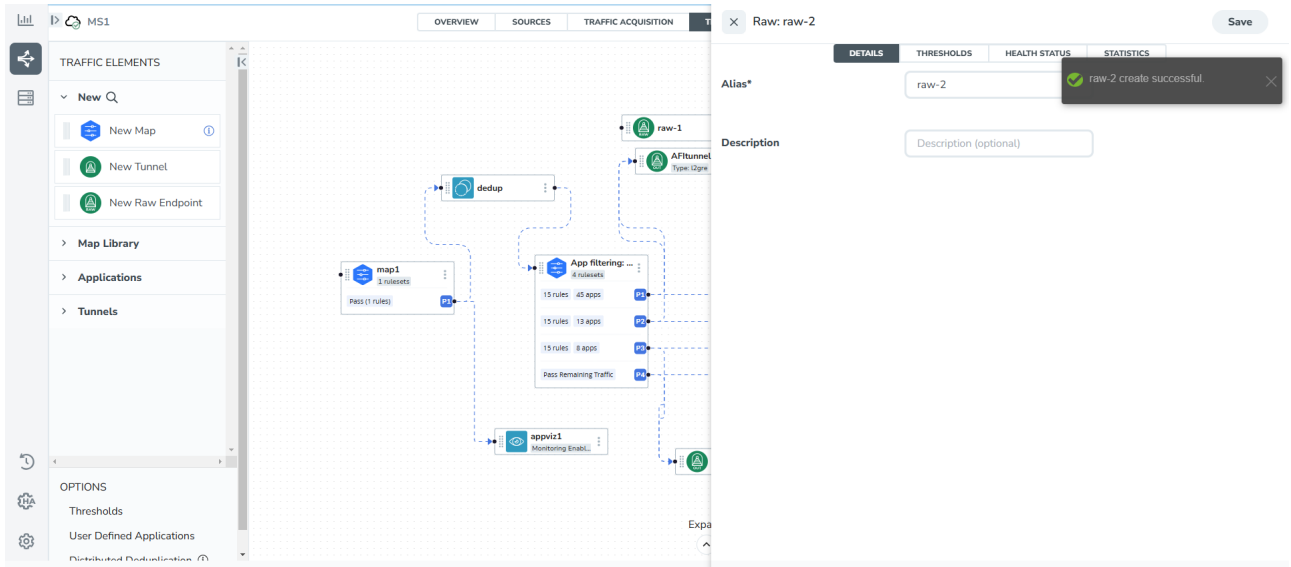 MS1
OVERVIEW
SOURCES
TRAFFIC ACQUISITION
Raw: raw-2
Save
TRAFFIC ELEMENTS
New
New Map
New Tunnel
New Raw Endpoint
Map Library
Applications
Tunnels
OPTIONS
Thresholds
User Defined Applications
Distributed Deduplication
HA
raw-1
AFItunnel
Type: l2gre
dedup
map1
1 rulesets
Pass (1 rules)
P1
App filtering: ...
4 rulesets
15 rules 45 apps P1
15 rules 13 apps P2
15 rules 8 apps P3
Pass Remaining Traffic P4
appviz1
Monitoring Enabl...
Expa
DETAILS
THRESHOLDS
HEALTH STATUS
STATISTICS
raw-2 create successful.
Alias*
raw-2
Description
Description (optional)